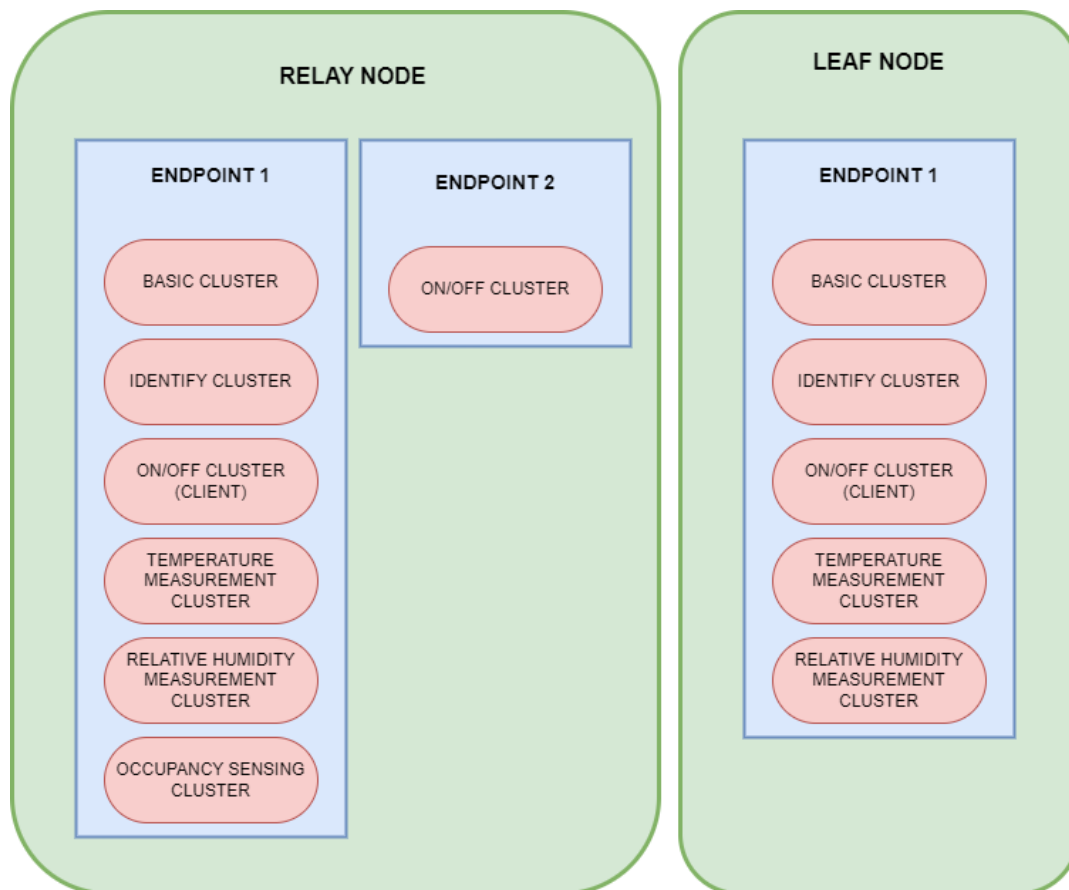 RELAY NODE
ENDPOINT 1
BASIC CLUSTER
IDENTIFY CLUSTER
ON/OFF CLUSTER
(CLIENT)
TEMPERATURE
MEASUREMENT
CLUSTER
RELATIVE HUMIDITY
MEASUREMENT
CLUSTER
OCCUPANCY SENSING
CLUSTER
ENDPOINT 2
ON/OFF CLUSTER
LEAF NODE
ENDPOINT 1
BASIC CLUSTER
IDENTIFY CLUSTER
ON/OFF CLUSTER
(CLIENT)
TEMPERATURE
MEASUREMENT
CLUSTER
RELATIVE HUMIDITY
MEASUREMENT
CLUSTER